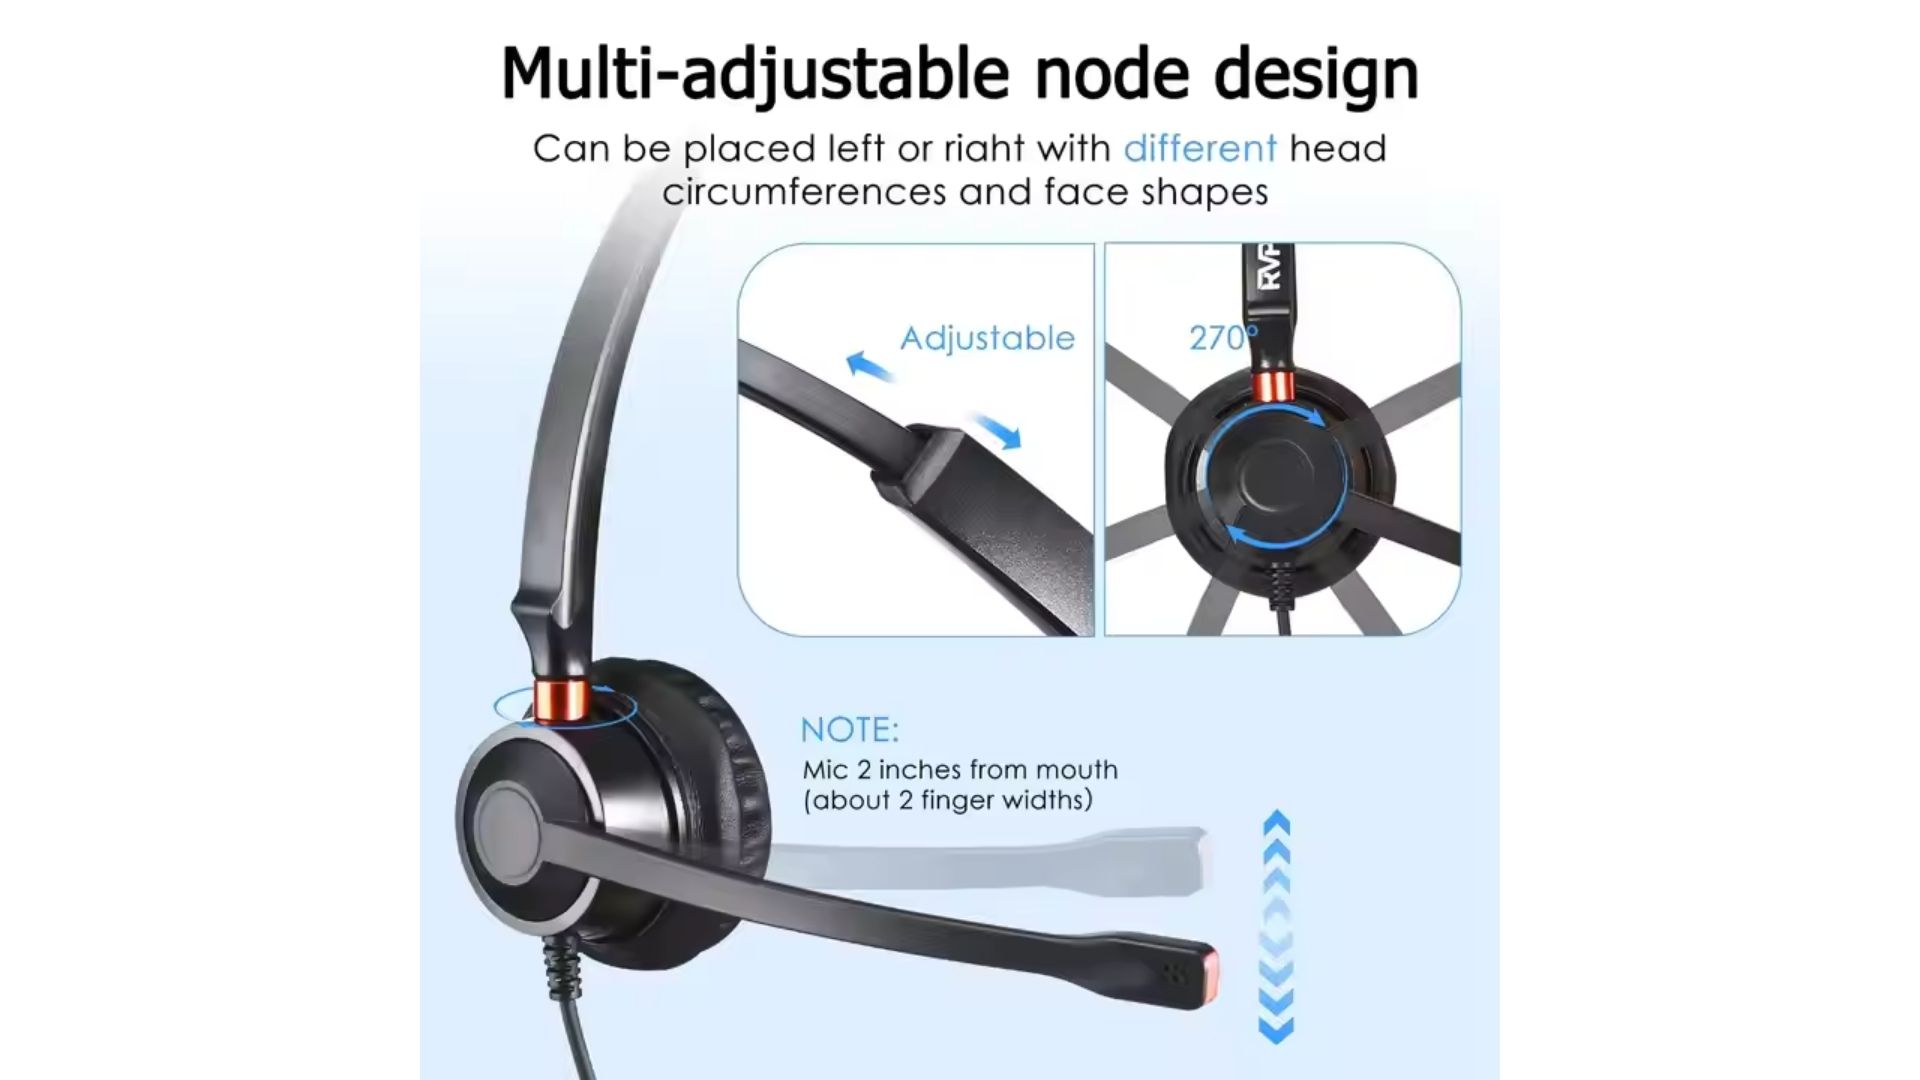 Multi-adjustable node design
Can be placed left or riaht with different head
circumferences and face shapes
Adjustable
270°
RVP
NOTE:
Mic 2 inches from mouth
(about 2 finger widths)